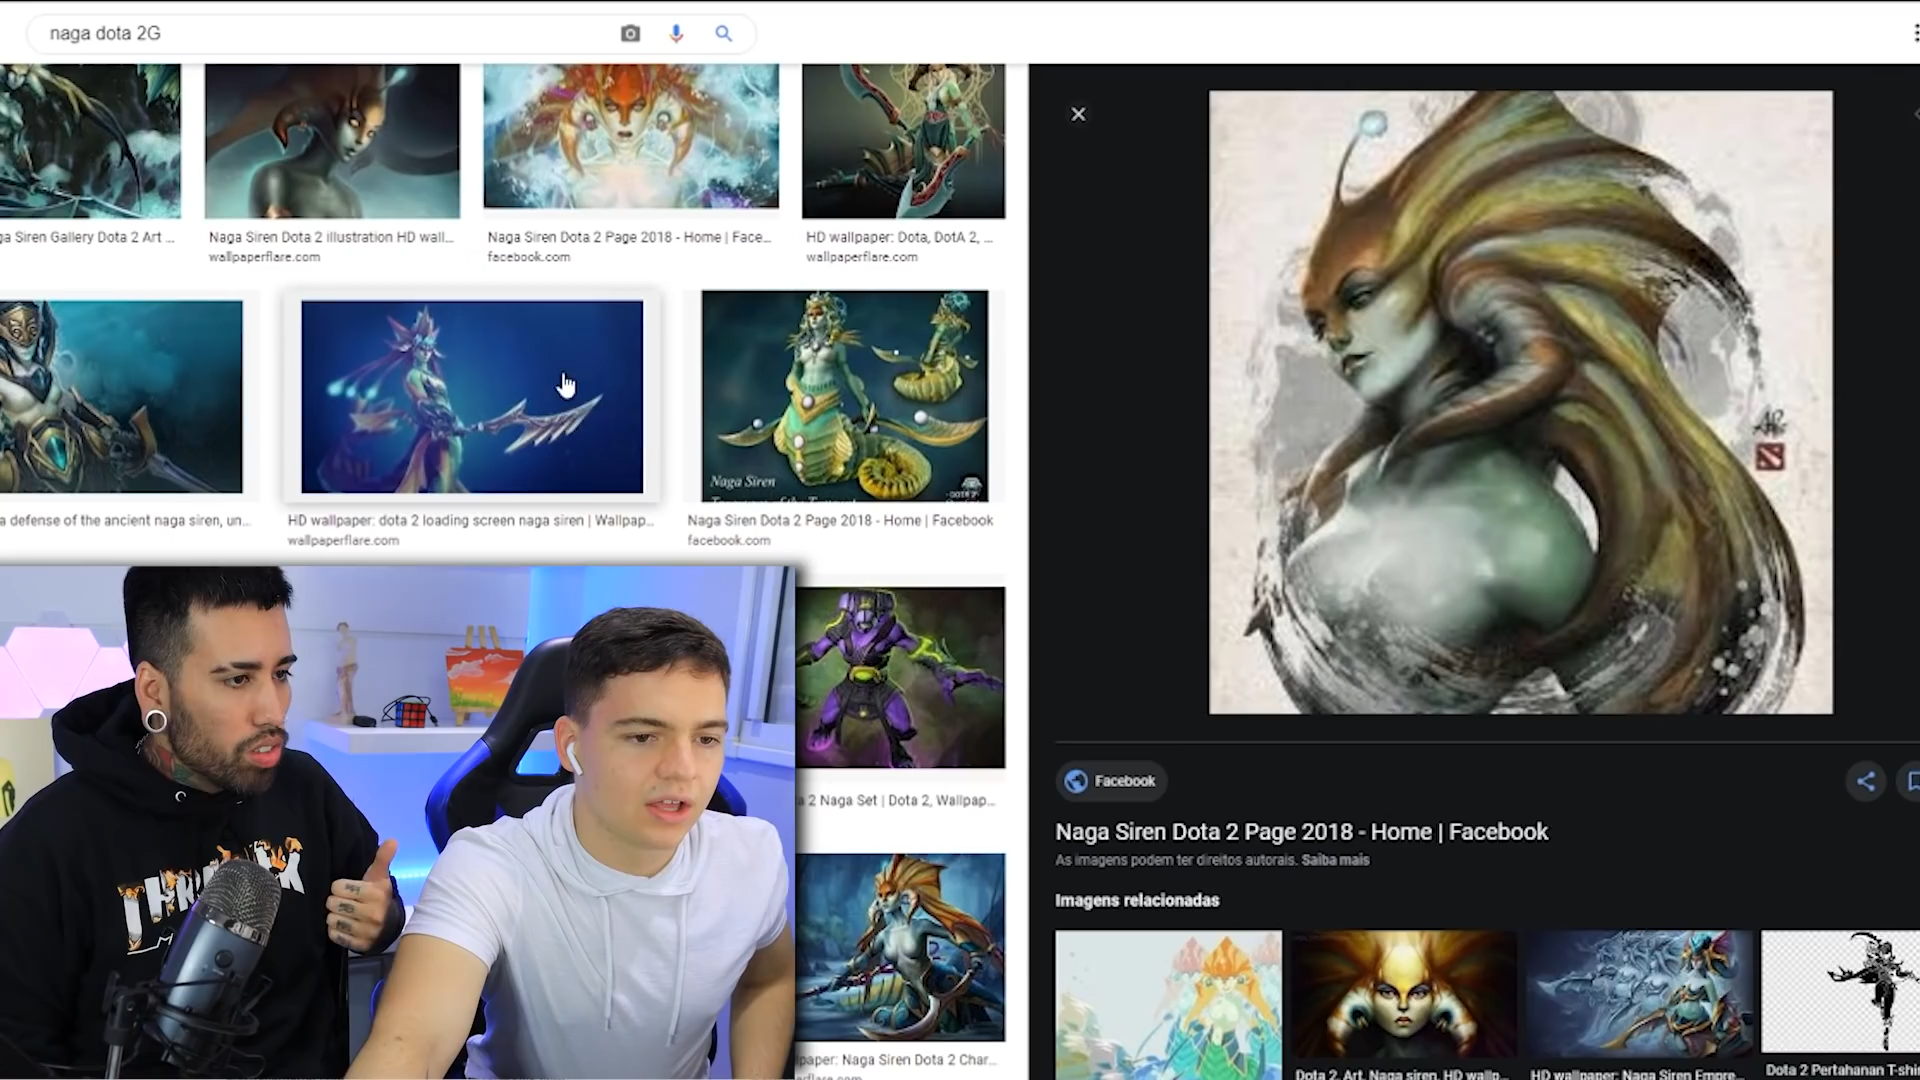 naga dota 2G
ga Siren Gallery Dota 2 Art ...
Naga Siren Dota 2 illustration HD wall...
wallpaperflare.com
Naga Siren Dota 2 Page 2018 - Home | Face...
facebook.com
HD wallpaper: Dota, DotA 2, ...
wallpaperflare.com
Naga Siren
a defense of the ancient naga siren, un...
HD wallpaper: dota 2 loading screen naga siren | Wallpap...
wallpaperflare.com
Naga Siren Dota 2 Page 2018 - Home | Facebook
facebook.com
a 2 Naga Set | Dota 2, Wallpap...
paper: Naga Siren Dota 2 Char...
Facebook
Naga Siren Dota 2 Page 2018 - Home | Facebook
As imagens podem ter direitos autorais. Saiba mais
Imagens relacionadas
Dota 2, Art, Naga siren, HD wallp...
HD wallpaper: Naga Siren Empre...
Dota 2 Pertahanan T-shi